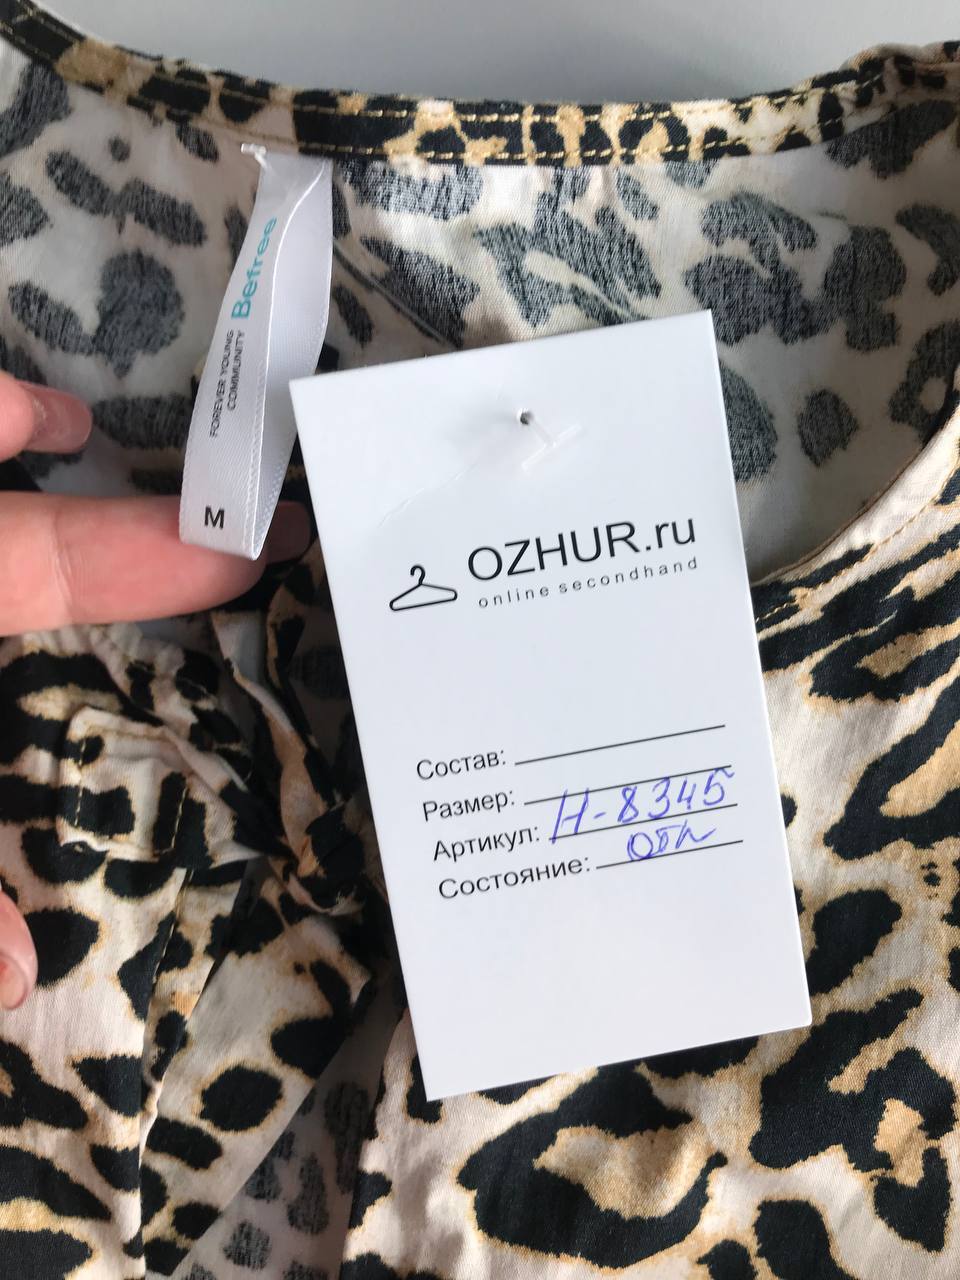 Befree
FOREVER YOUNG
COMMUNITY
M
OZHUR.ru
online secondhand
Состав:
Размер:
Артикул: Н-8345
Состояние: отл